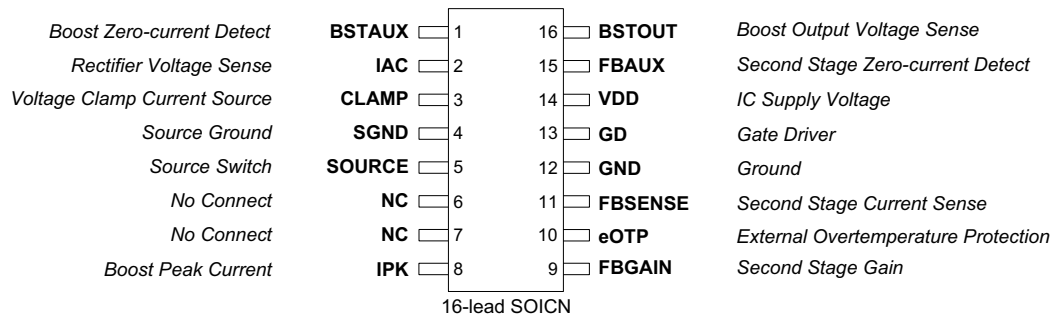 Boost Zero-current Detect BSTAUX 1 16 BSTOUT Boost Output Voltage Sense
Rectifier Voltage Sense IAC 2 15 FBAUX Second Stage Zero-current Detect
Voltage Clamp Current Source CLAMP 3 14 VDD IC Supply Voltage
Source Ground SGND 4 13 GD Gate Driver
Source Switch SOURCE 5 12 GND Ground
No Connect NC 6 11 FBSENSE Second Stage Current Sense
No Connect NC 7 10 eOTP External Overtemperature Protection
Boost Peak Current IPK 8 9 FBGAIN Second Stage Gain
16-lead SOICN